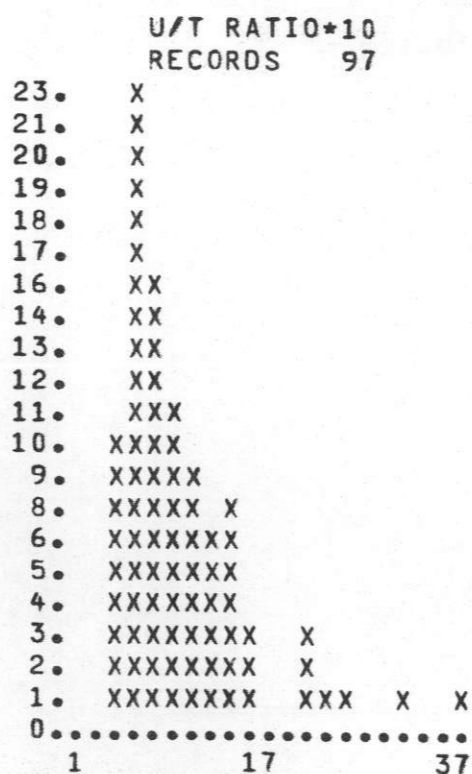 U/T RATIO*10
RECORDS    97
23.    X
21.    X
20.    X
19.    X
18.    X
17.    X
16.    XX
14.    XX
13.    XX
12.    XX
11.    XXX
10.   XXXX
9.   XXXXX
8.   XXXXX X
6.   XXXXXXX
5.   XXXXXXX
4.   XXXXXXX
3.   XXXXXXXX  X
2.   XXXXXXXX  X
1.   XXXXXXXX  XXX  X  X
0......................
1         17        37